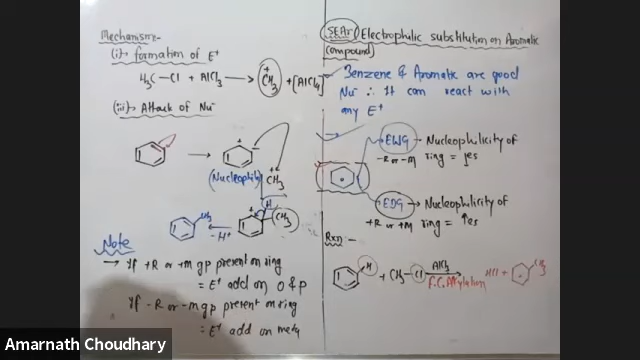 Mechanism:-
(i)→ formation of E⁺
H₃C—Cl + AlCl₃ → CH₃⁺ + [AlCl₄]⁻
(ii)→ Attack of Nu⁻
(Nucleophile)
⁺CH₃
H
CH₃
CH₃
-H⁺
Note
→ If +R or +M gp present on ring
= E⁺ add on O & p
If -R or -M gp present on ring
= E⁺ add on meta
(SEAr) Electrophilic substitution on Aromatic
(compound)
Benzene & Aromatic are good
Nu⁻ ∴ It can react with
any E⁺
EWG → Nucleophilicity of
-R or -M ring = ↓es
EDG → Nucleophilicity of
+R or +M ring = ↑es
Rxn -
H + CH₃—Cl AlCl₃ → HCl + CH₃
F.C. Alkylation
Amarnath Choudhary